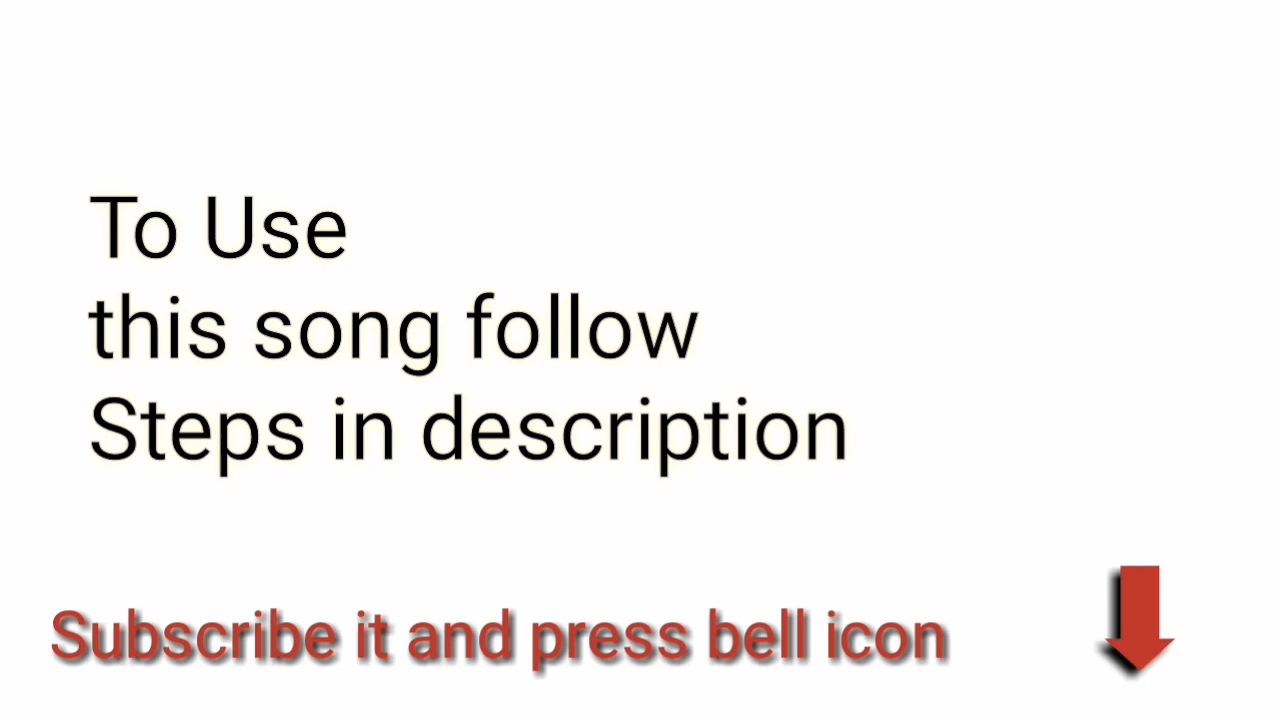 To Use
this song follow
Steps in description
Subscribe it and press bell icon